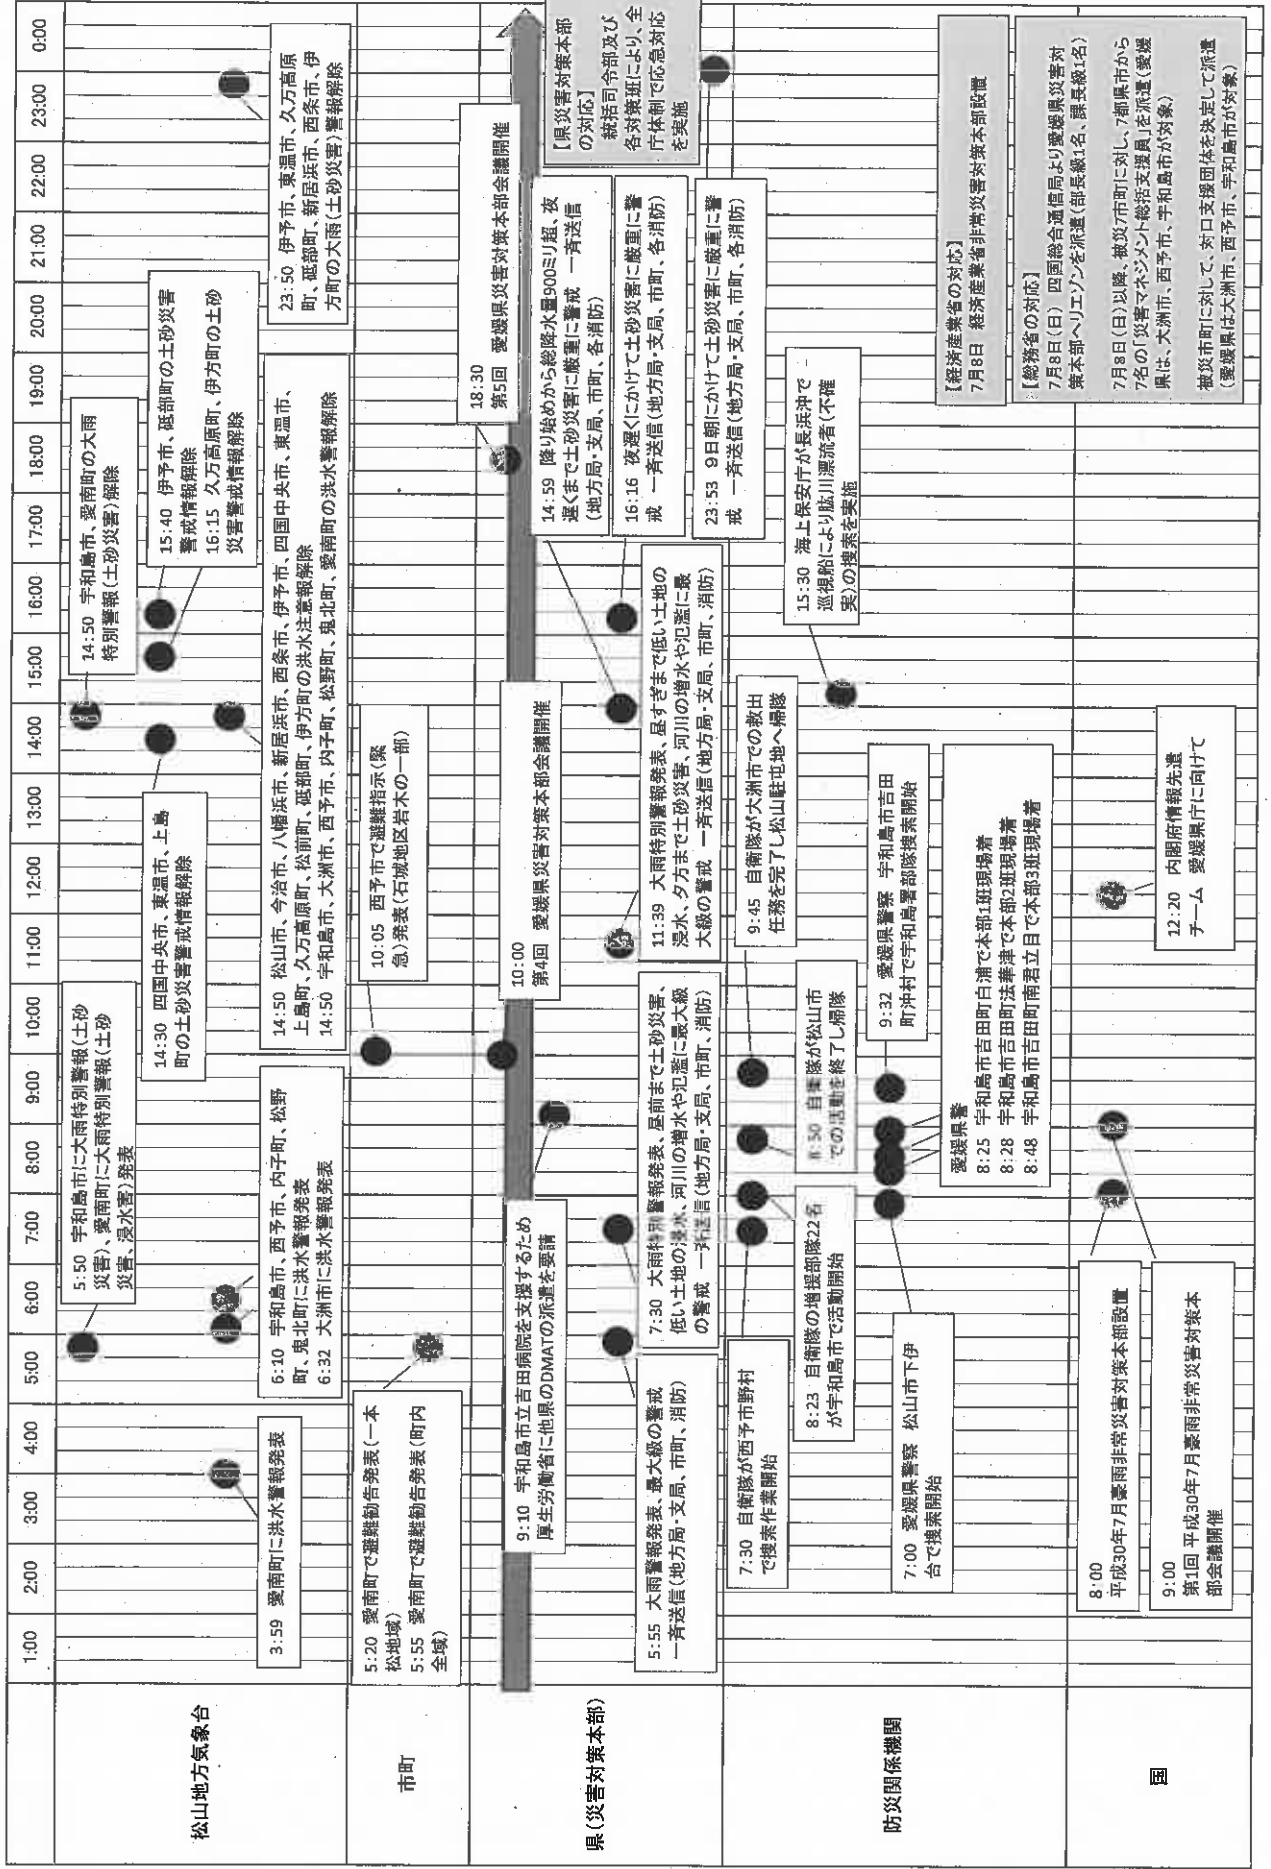 1:00 2:00 3:00 4:00 5:00 6:00 7:00 8:00 9:00 10:00 11:00 12:00 13:00 14:00 15:00 16:00 17:00 18:00 19:00 20:00 21:00 22:00 23:00 0:00
松山地方気象台
3:59 愛南町に洪水警報発表
5:50 宇和島市に大雨特別警報(土砂
災害)、愛南町に大雨特別警報(土砂
災害、浸水害)発表
6:10 宇和島市、西予市、内子町、松野
町、鬼北町に洪水警報発表
6:32 大洲市に洪水警報発表
14:30 四国中央市、東温市、上島
町の土砂災害警戒情報解除
14:50 松山市、今治市、八幡浜市、新居浜市、西条市、伊予市、四国中央市、東温市、
上島町、久万高原町、松前町、砥部町、伊方町の洪水注意報解除
14:50 宇和島市、大洲市、西予市、内子町、松野町、鬼北町、愛南町の洪水警報解除
14:50 宇和島市、愛南町の大雨
特別警報(土砂災害)解除
15:40 伊予市、砥部町の土砂災害
警戒情報解除
16:15 久万高原町、伊方町の土砂
災害警戒情報解除
23:50 伊予市、東温市、久万高原
町、砥部町、新居浜市、西条市、伊
方町の大雨(土砂災害)警報解除
市町
5:20 愛南町で避難勧告発表(一本
松地域)
5:55 愛南町で避難勧告発表(町内
全域)
10:05 西予市で避難指示(緊
急)発表(石城地区岩木の一部)
県(災害対策本部)
9:10 宇和島市立吉田病院を支援するため
厚生労働省に他県のDMATの派遣を要請
10:00
第4回 愛媛県災害対策本部会議開催
18:30
第5回 愛媛県災害対策本部会議開催
5:55 大雨警報発表、最大級の警戒
一斉送信(地方局・支局、市町、消防)
7:30 大雨特別警報発表、昼前まで土砂災害、
低い土地の浸水、河川の増水や氾濫に最大級
の警戒 一斉送信(地方局・支局、市町、消防)
11:39 大雨特別警報発表、昼すぎまで低い土地の
浸水、夕方まで土砂災害、河川の増水や氾濫に最
大級の警戒 一斉送信(地方局・支局、市町、消防)
14:59 降り始めから総降水量900ミリ超、夜
遅くまで土砂災害に厳重に警戒 一斉送信
(地方局・支局、市町、各消防)
16:16 夜遅くにかけて土砂災害に厳重に警
戒 一斉送信(地方局・支局、市町、各消防)
23:53 9日朝にかけて土砂災害に厳重に警
戒 一斉送信(地方局・支局、市町、各消防)
【県災害対策本部
の対応】
統括司令部及び
各対策班により、全
庁体制で応急対応
を実施
防災関係機関
7:30 自衛隊が西予市野村
で捜索作業開始
8:23 自衛隊の増援部隊22名
が宇和島市で活動開始
8:50 自衛隊が松山市
での活動を終了し帰隊
9:45 自衛隊が大洲市での救出
任務を完了し松山駐屯地へ帰隊
15:30 海上保安庁が長浜沖で
巡視船により肱川漂流者(不確
実)の捜索を実施
7:00 愛媛県警察 松山市下伊
台で捜索開始
9:32 愛媛県警察 宇和島市吉田
町沖村で宇和島署部隊捜索開始
愛媛県警
8:25 宇和島市吉田町白浦で本部1班現場着
8:28 宇和島市吉田町法華津で本部2班現場着
8:48 宇和島市吉田町南君立目で本部3班現場着
国
8:00
平成30年7月豪雨非常災害対策本部設置
9:00
第1回 平成30年7月豪雨非常災害対策本
部会議開催
12:20 内閣府情報先遣
チーム 愛媛県庁に向けて
【経済産業省の対応】
7月8日 経済産業省非常災害対策本部設置
【総務省の対応】
7月8日(日) 四国総合通信局より愛媛県災害対
策本部へリエゾンを派遣(部長級1名、課長級1名)
7月8日(日)以降、被災7市町に対し、7都県市から
7名の「災害マネジメント総括支援員」を派遣(愛媛
県は、大洲市、西予市、宇和島市が対象)
被災市町に対して、対口支援団体を決定して派遣
(愛媛県は大洲市、西予市、宇和島市が対象)